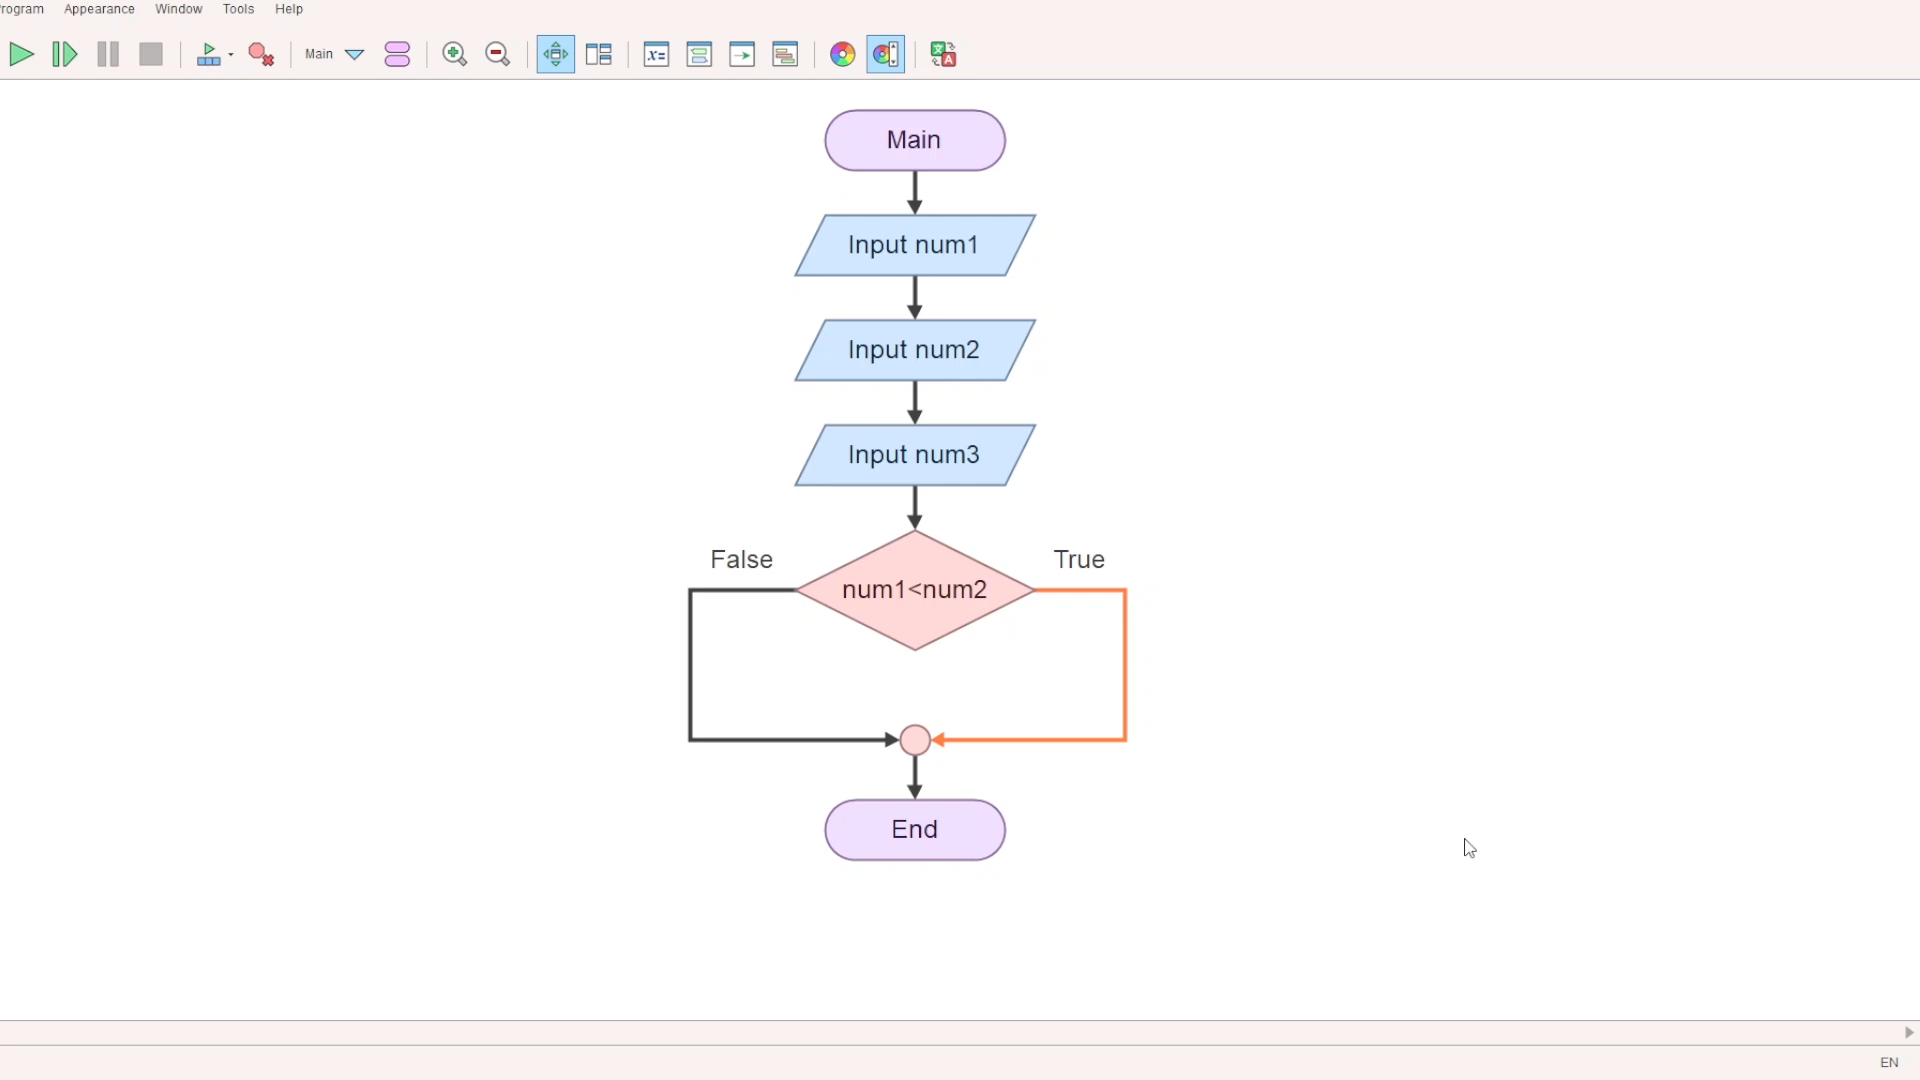 rogram Appearance Window Tools Help
Main
Main
Input num1
Input num2
Input num3
False True
num1<num2
End
EN